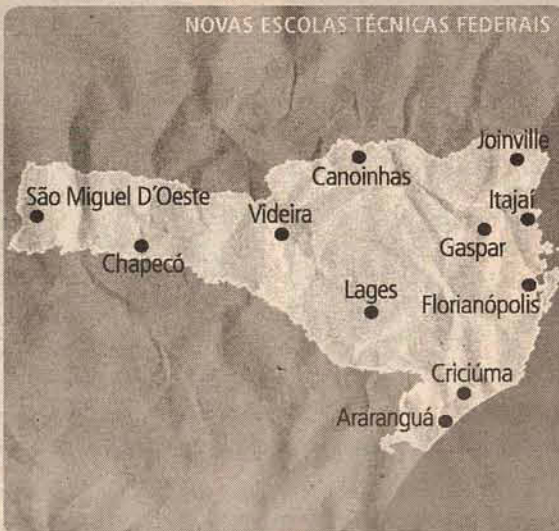 NOVAS ESCOLAS TÉCNICAS FEDERAIS
Joinville
Canoinhas
São Miguel D'Oeste
Videira
Itajaí
Gaspar
Chapecó
Lages
Florianópolis
Criciúma
Araranguá